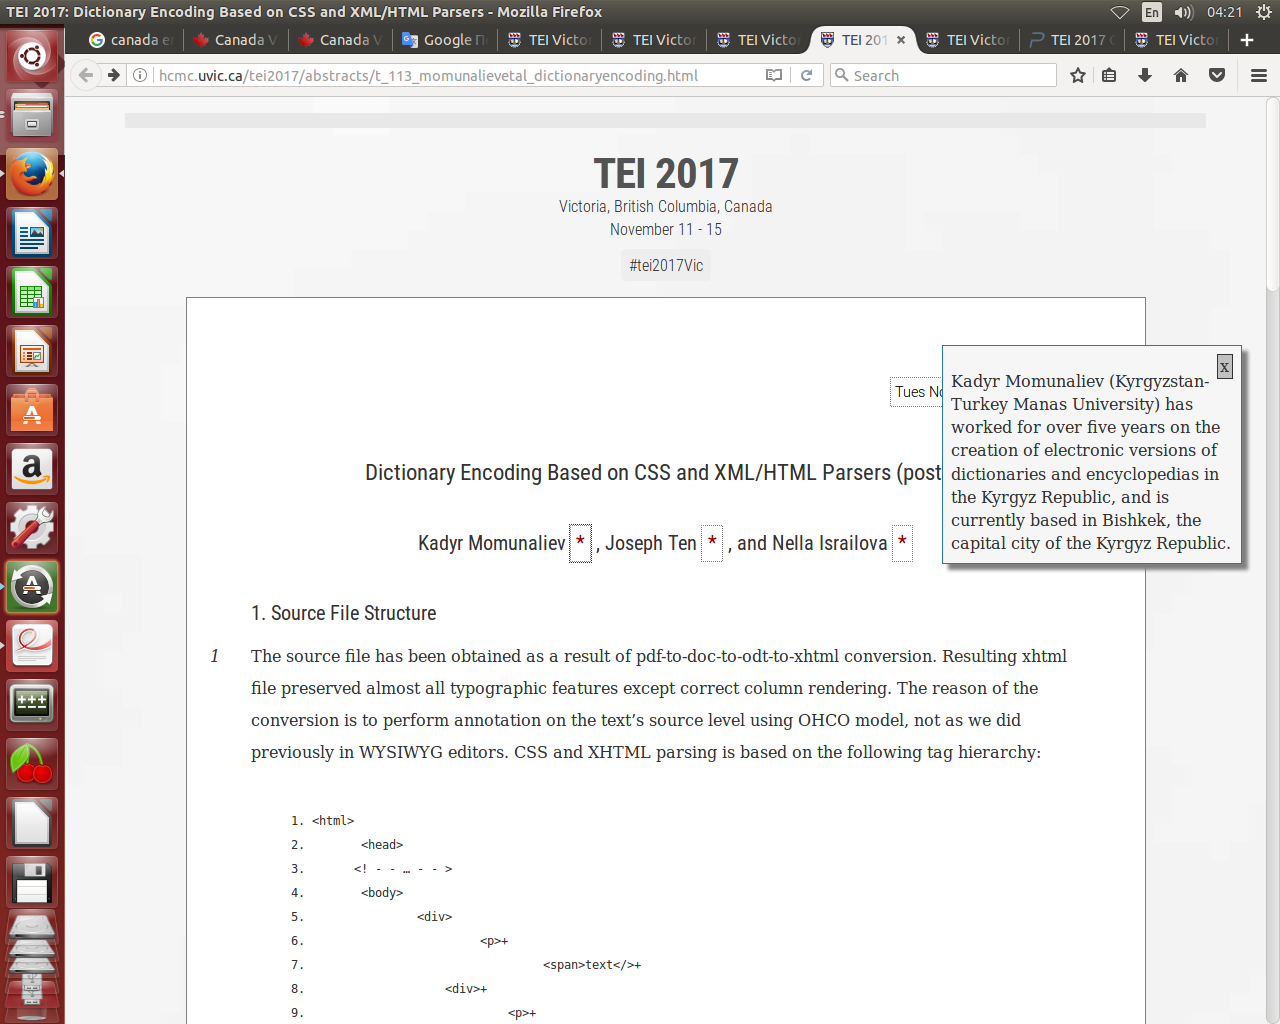 TEI 2017: Dictionary Encoding Based on CSS and XML/HTML Parsers - Mozilla Firefox
En
04:21
canada
Canada V
Canada V
Google
TEI Victor
TEI Victor
TEI Victor
TEI 201
TEI Victor
TEI 2017
TEI Victor
hcmc.uvic.ca/tei2017/abstracts/t_113_momunalievetal_dictionaryencoding.html
Search
TEI 2017
Victoria, British Columbia, Canada
November 11 - 15
#tei2017Vic
Tues
x
Kadyr Momunaliev (Kyrgyzstan-
Turkey Manas University) has
worked for over five years on the
creation of electronic versions of
dictionaries and encyclopedias in
the Kyrgyz Republic, and is
currently based in Bishkek, the
capital city of the Kyrgyz Republic.
Dictionary Encoding Based on CSS and XML/HTML Parsers (post
Kadyr Momunaliev * , Joseph Ten * , and Nella Israilova *
1. Source File Structure
1
The source file has been obtained as a result of pdf-to-doc-to-odt-to-xhtml conversion. Resulting xhtml
file preserved almost all typographic features except correct column rendering. The reason of the
conversion is to perform annotation on the text’s source level using OHCO model, not as we did
previously in WYSIWYG editors. CSS and XHTML parsing is based on the following tag hierarchy:
1. <html>
2. <head>
3. <! - - … - - >
4. <body>
5. <div>
6. <p>+
7. <span>text</>+
8. <div>+
9. <p>+